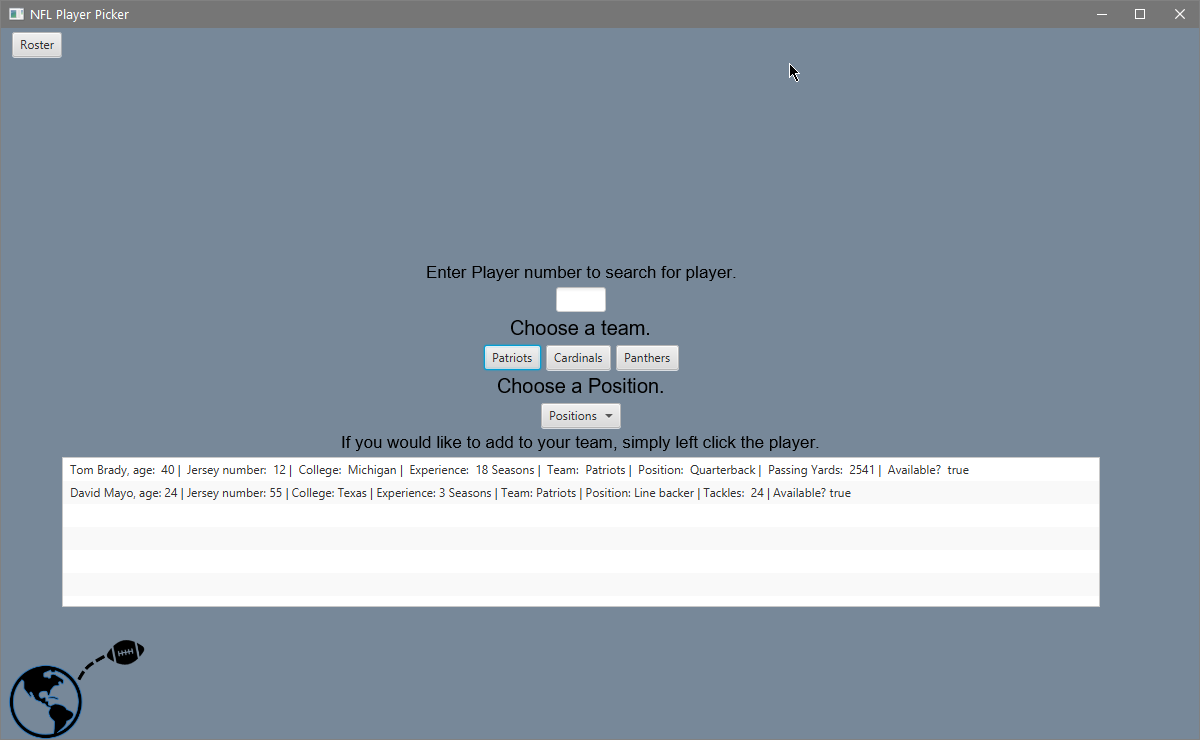 NFL Player Picker
Roster
Enter Player number to search for player.
Choose a team.
Patriots Cardinals Panthers
Choose a Position.
Positions
If you would like to add to your team, simply left click the player.
Tom Brady, age:  40 |  Jersey number:  12 |  College:  Michigan |  Experience:  18 Seasons |  Team:  Patriots |  Position:  Quarterback |  Passing Yards:  2541 |  Available?  true
David Mayo, age: 24 | Jersey number: 55 | College: Texas | Experience: 3 Seasons | Team: Patriots | Position: Line backer | Tackles:  24 | Available? true